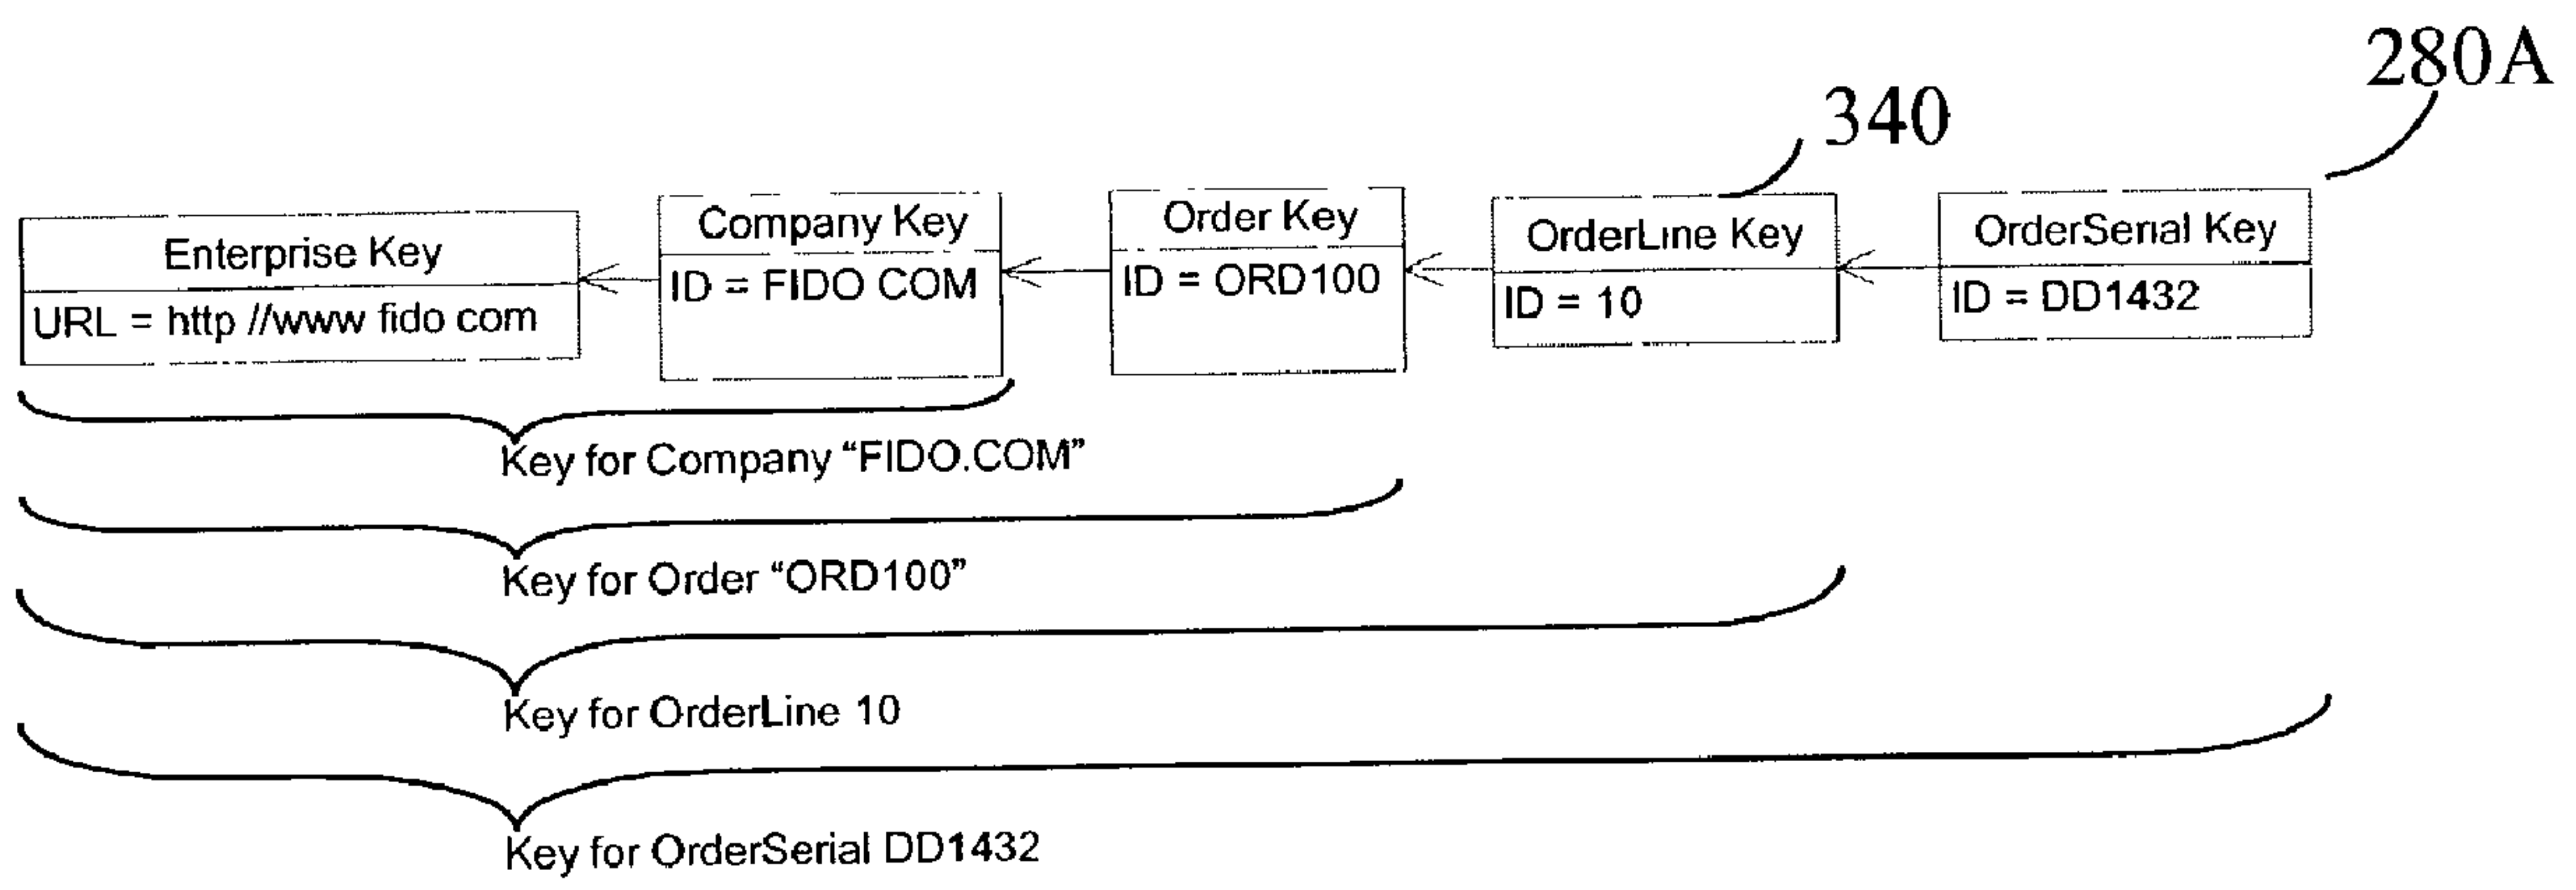 280A
340
Enterprise Key
URL = http //www fido com
Company Key
ID = FIDO COM
Order Key
ID = ORD100
OrderLine Key
ID = 10
OrderSerial Key
ID = DD1432
Key for Company “FIDO.COM”
Key for Order “ORD100”
Key for OrderLine 10
Key for OrderSerial DD1432